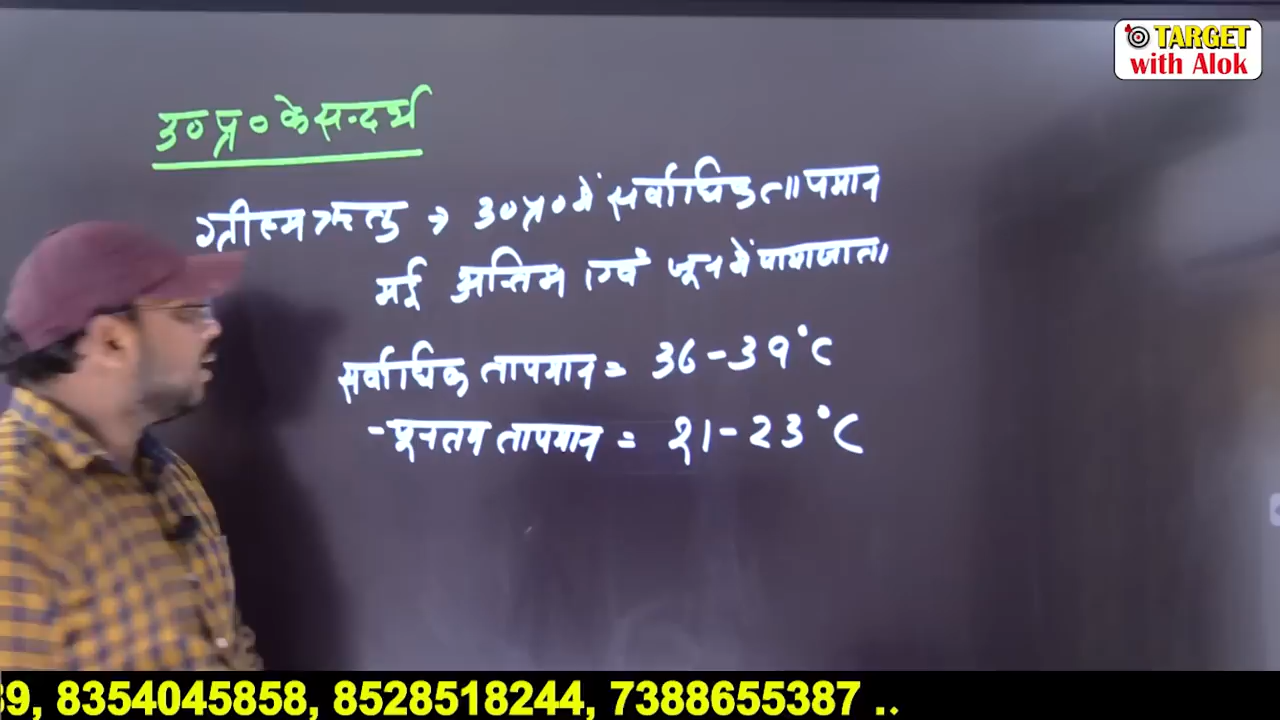 TARGET
with Alok
उ०प्र० के सन्दर्भ
ग्रीष्म ऋतु → उ०प्र० में सर्वाधिक तापमान
मई अन्तिम एवं जून में पाया जाता
सर्वाधिक तापमान = 36-39°C
न्यूनतम तापमान = 21-23°C
39, 8354045858, 8528518244, 7388655387 ..